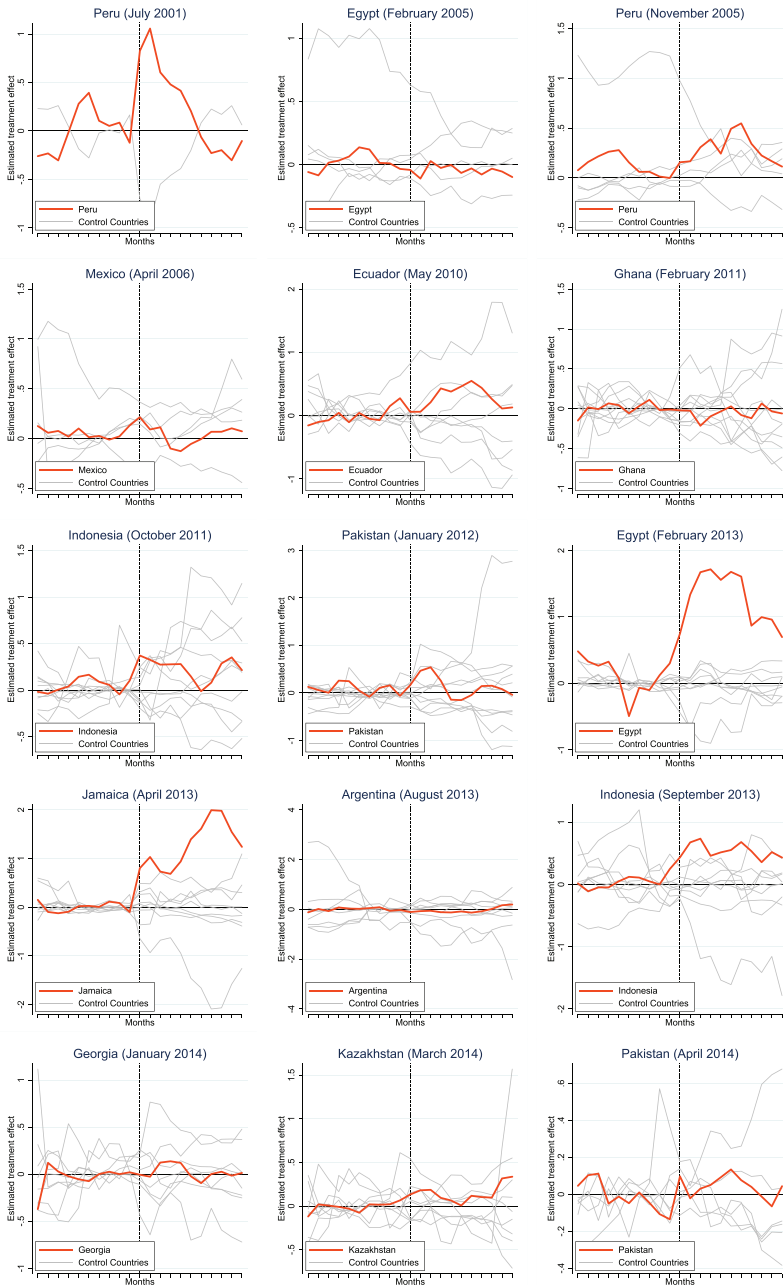 Peru (July 2001)
Estimated treatment effect
1
.5
0
-.5
-1
Peru
Control Countries
Months
Egypt (February 2005)
Estimated treatment effect
1
.5
0
-.5
Egypt
Control Countries
Months
Peru (November 2005)
Estimated treatment effect
1.5
1
.5
0
-.5
Peru
Control Countries
Months
Mexico (April 2006)
Estimated treatment effect
1.5
1
.5
0
-.5
Mexico
Control Countries
Months
Ecuador (May 2010)
Estimated treatment effect
2
1
0
-1
Ecuador
Control Countries
Months
Ghana (February 2011)
Estimated treatment effect
1.5
1
.5
0
-.5
-1
Ghana
Control Countries
Months
Indonesia (October 2011)
Estimated treatment effect
1.5
1
.5
0
-.5
Indonesia
Control Countries
Months
Pakistan (January 2012)
Estimated treatment effect
3
2
1
0
-1
Pakistan
Control Countries
Months
Egypt (February 2013)
Estimated treatment effect
2
1
0
-1
Egypt
Control Countries
Months
Jamaica (April 2013)
Estimated treatment effect
2
1
0
-1
-2
Jamaica
Control Countries
Months
Argentina (August 2013)
Estimated treatment effect
4
2
0
-2
-4
Argentina
Control Countries
Months
Indonesia (September 2013)
Estimated treatment effect
1
0
-1
-2
Indonesia
Control Countries
Months
Georgia (January 2014)
Estimated treatment effect
1
.5
0
-.5
-1
Georgia
Control Countries
Kazakhstan (March 2014)
Estimated treatment effect
1.5
1
.5
0
-.5
Kazakhstan
Control Countries
Pakistan (April 2014)
Estimated treatment effect
.6
.4
.2
0
-.2
-.4
Pakistan
Control Countries